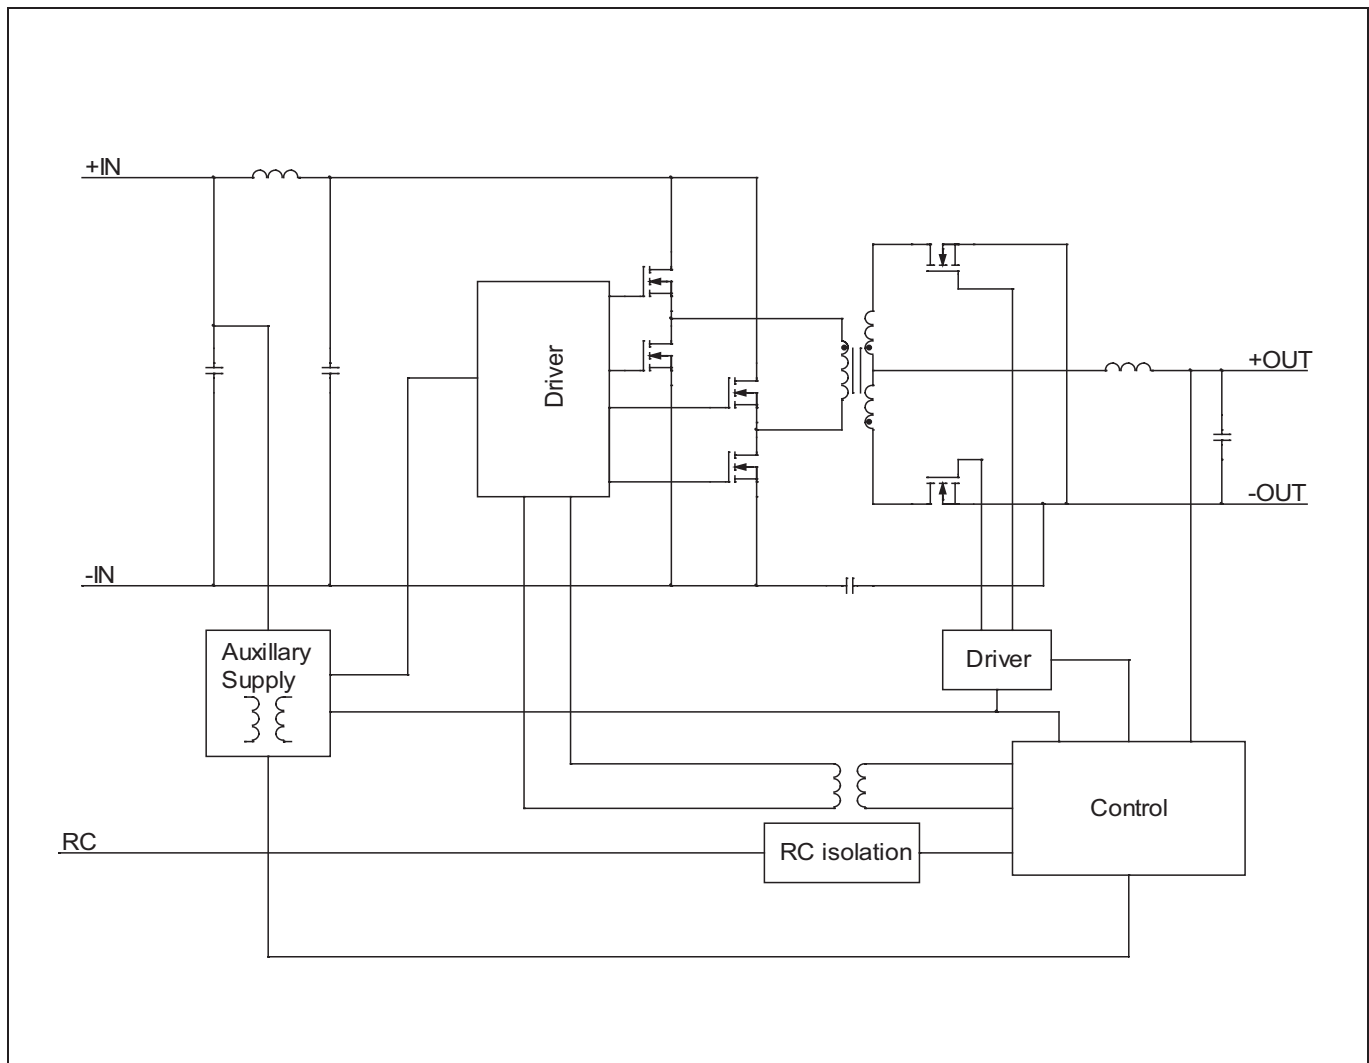 +IN
Driver
+OUT
-OUT
-IN
Auxillary
Supply
Driver
Control
RC
RC isolation